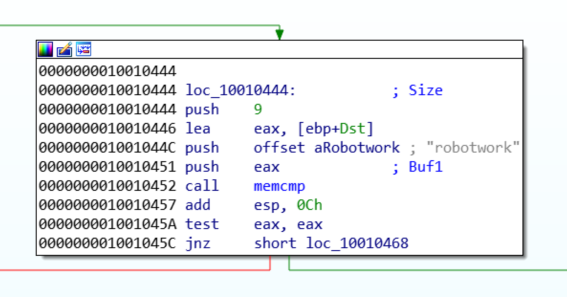 0000000010010444
0000000010010444 loc_10010444: ; Size
0000000010010444 push 9
0000000010010446 lea eax, [ebp+Dst]
000000001001044C push offset aRobotwork ; "robotwork"
0000000010010451 push eax ; Buf1
0000000010010452 call memcmp
0000000010010457 add esp, 0Ch
000000001001045A test eax, eax
000000001001045C jnz short loc_10010468